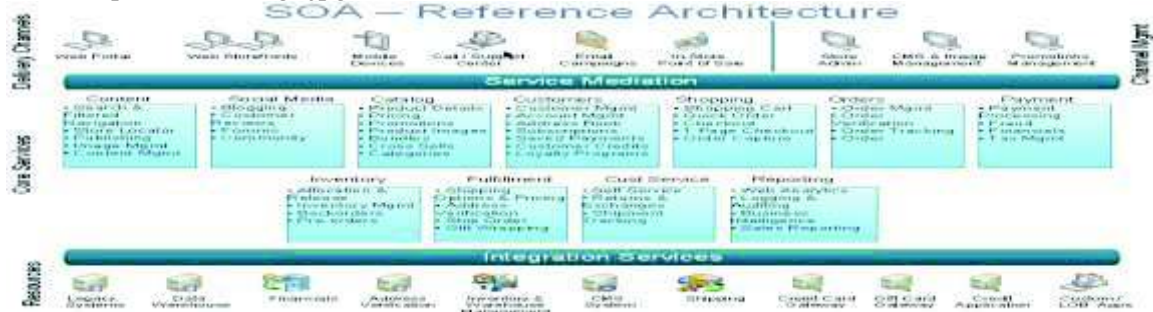 SOA – Reference Architecture
Delivery Channels
Channel Mgmt
Web Portal
Web Storefronts
Mobile
Devices
Call / Support
Center
Email
Campaigns
In-Store
Point of Sale
Store
Admin
CMS & Image
Management
Promotions
Management
Service Mediation
Core Services
Content
• Search &
Filtered
Navigation
• Store Locator
• Publishing
• Image Mgmt
• Content Mgmt
Social Media
• Blogging
• Customer
Reviews
• Forums
• Community
Catalog
• Product Details
• Pricing
• Promotions
• Product Images
• Bundles
• Cross Sells
• Categories
Customers
• Customer Mgmt
• Account Mgmt
• Address Book
• Subscriptions
• Payments
• Customer Credits
• Loyalty Programs
Shopping
• Shopping Cart
• Quick Order
• Checkout
• 1-Page Checkout
• Order Capture
Orders
• Order Mgmt
• Order
• Order Tracking
• Order
Payment
• Payment
Processing
• Fraud
• Financials
• Tax Mgmt
Inventory
• Allocation &
Release
• Inventory Mgmt
• Backorders
• Pre-orders
Fulfillment
• Shipping
Options & Pricing
• Address
Verification
• Ship Order
• Gift Wrapping
Cust Service
• Self Service
• Returns &
Exchanges
• Shipment
Tracking
Reporting
• Web Analytics
• Logging &
Auditing
• Business
Intelligence
• Sales Reporting
Integration Services
Resources
Legacy
Systems
Data
Warehouse
Financials
Address
Verification
Inventory &
Warehouse
Management
CMS
System
Shipping
Credit Card
Gateway
Gift Card
Gateway
Credit
Application
Custom/
LOB Apps